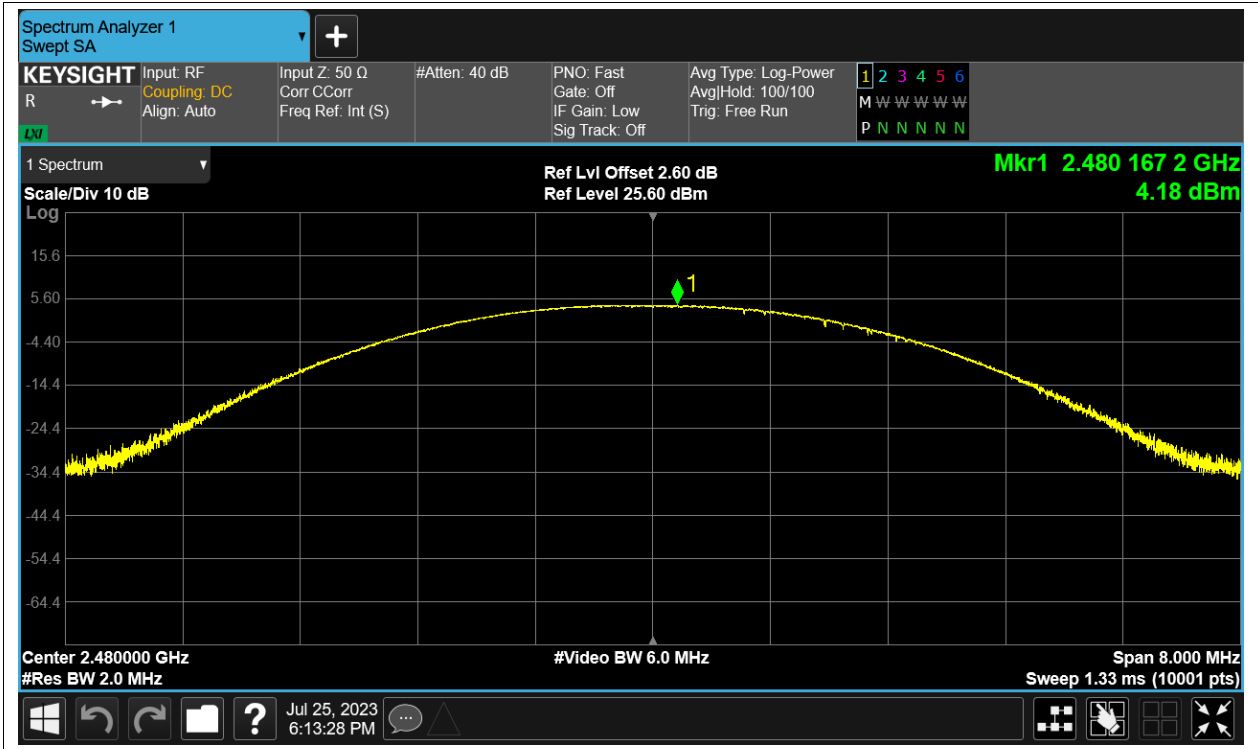 Spectrum Analyzer 1
Swept SA
+
KEYSIGHT
R
LXI
Input: RF
Coupling: DC
Align: Auto
Input Z: 50 Ω
Corr CCorr
Freq Ref: Int (S)
#Atten: 40 dB
PNO: Fast
Gate: Off
IF Gain: Low
Sig Track: Off
Avg Type: Log-Power
Avg|Hold: 100/100
Trig: Free Run
1 2 3 4 5 6
M W W W W W
P N N N N N
1 Spectrum
Scale/Div 10 dB
Log
Ref Lvl Offset 2.60 dB
Ref Level 25.60 dBm
Mkr1 2.480 167 2 GHz
4.18 dBm
15.6
5.60
-4.40
-14.4
-24.4
-34.4
-44.4
-54.4
-64.4
1
Center 2.480000 GHz
#Res BW 2.0 MHz
#Video BW 6.0 MHz
Span 8.000 MHz
Sweep 1.33 ms (10001 pts)
?
Jul 25, 2023
6:13:28 PM